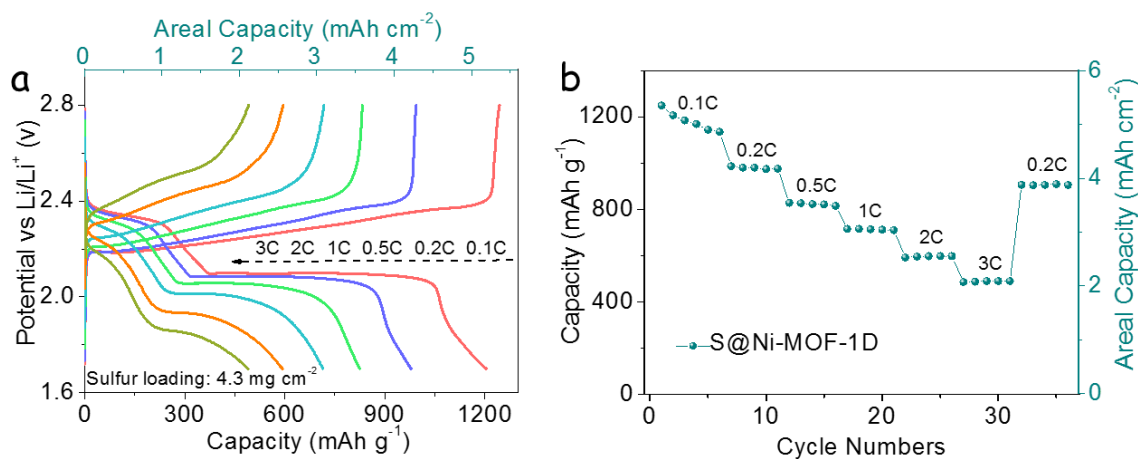 Areal Capacity (mAh cm⁻²)
0 1 2 3 4 5
a
Potential vs Li/Li⁺ (v)
2.8
2.4
2.0
1.6
3C 2C 1C 0.5C 0.2C 0.1C
Sulfur loading: 4.3 mg cm⁻²
0 300 600 900 1200
Capacity (mAh g⁻¹)
b
Capacity (mAh g⁻¹)
1200
800
400
0
0.1C
0.2C
0.5C
1C
2C
3C
0.2C
S@Ni-MOF-1D
0 10 20 30
Cycle Numbers
6
4
2
0
Areal Capacity (mAh cm⁻²)